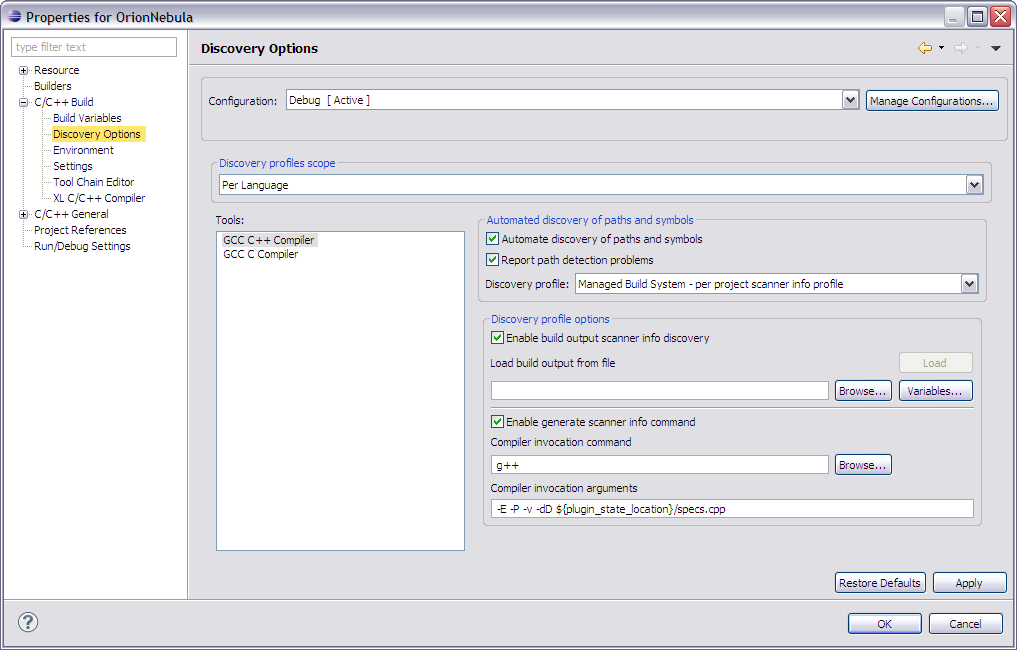 Properties for OrionNebula
type filter text
Resource
Builders
C/C++ Build
Build Variables
Discovery Options
Environment
Settings
Tool Chain Editor
XL C/C++ Compiler
C/C++ General
Project References
Run/Debug Settings
Discovery Options
Configuration: Debug [ Active ] Manage Configurations...
Discovery profiles scope
Per Language
Tools:
GCC C++ Compiler
GCC C Compiler
Automated discovery of paths and symbols
Automate discovery of paths and symbols
Report path detection problems
Discovery profile: Managed Build System - per project scanner info profile
Discovery profile options
Enable build output scanner info discovery
Load build output from file Load
Browse... Variables...
Enable generate scanner info command
Compiler invocation command
g++ Browse...
Compiler invocation arguments
-E -P -v -dD ${plugin_state_location}/specs.cpp
Restore Defaults Apply
? OK Cancel